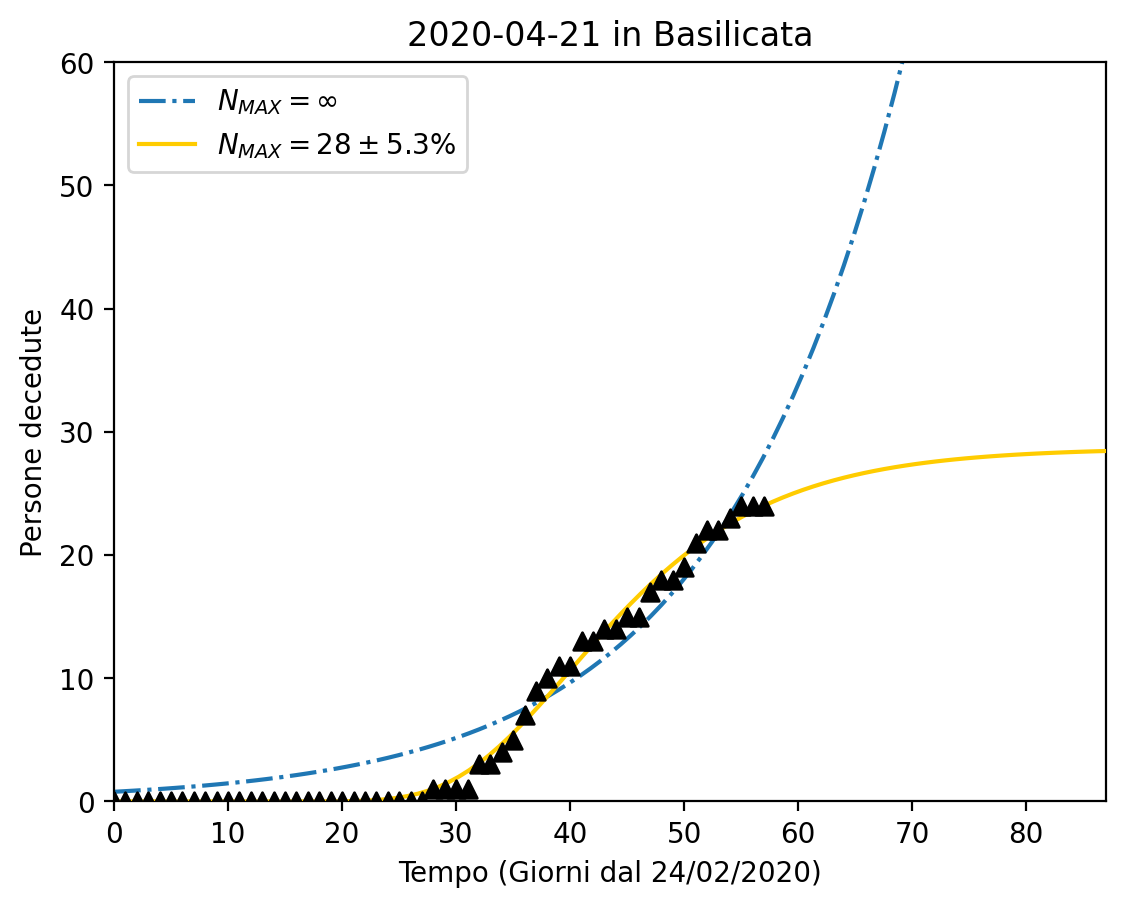 2020-04-21 in Basilicata
N_MAX = ∞
N_MAX = 28 ± 5.3%
Persone decedute
60
50
40
30
20
10
0
0 10 20 30 40 50 60 70 80
Tempo (Giorni dal 24/02/2020)